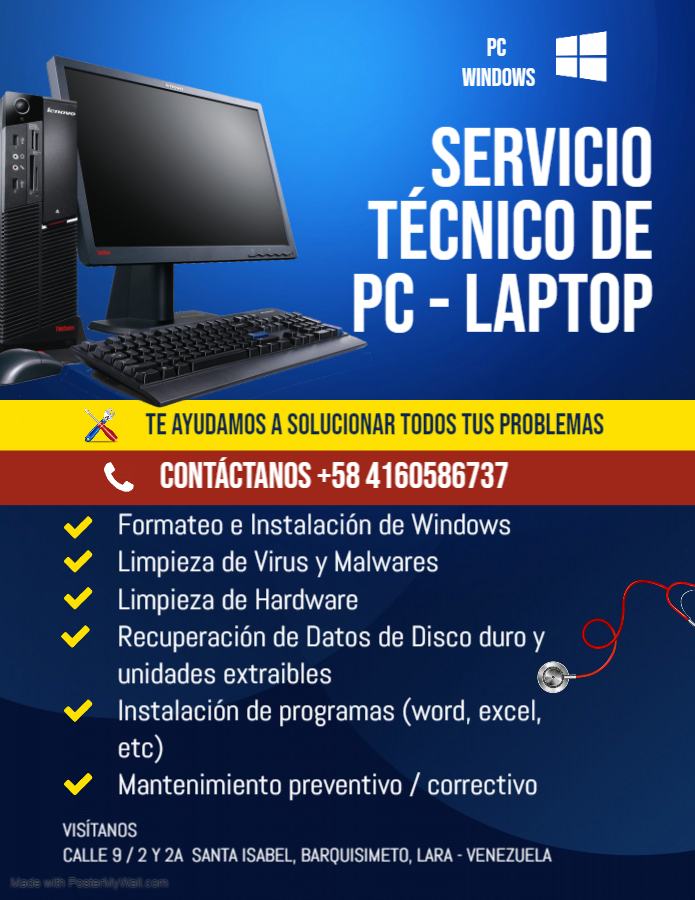 PC
WINDOWS
lenovo
SERVICIO
TÉCNICO DE
PC - LAPTOP
TE AYUDAMOS A SOLUCIONAR TODOS TUS PROBLEMAS
CONTÁCTANOS +58 4160586737
Formateo e Instalación de Windows
Limpieza de Virus y Malwares
Limpieza de Hardware
Recuperación de Datos de Disco duro y
unidades extraibles
Instalación de programas (word, excel,
etc)
Mantenimiento preventivo / correctivo
VISÍTANOS
CALLE 9 / 2 Y 2A SANTA ISABEL, BARQUISIMETO, LARA - VENEZUELA
Made with PosterMyWall.com